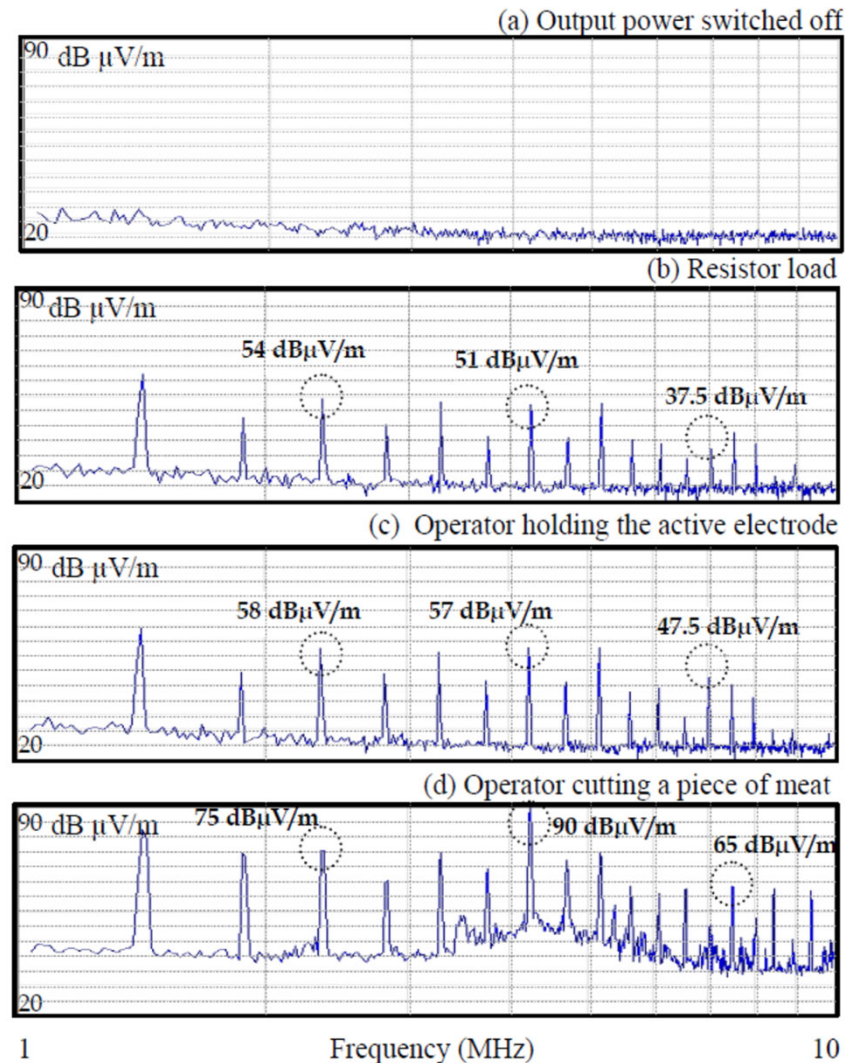 (a) Output power switched off
90
dB µV/m
20
(b) Resistor load
90 dB µV/m
54 dBµV/m
51 dBµV/m
37.5 dBµV/m
20
(c) Operator holding the active electrode
90
dB µV/m
58 dBµV/m
57 dBµV/m
47.5 dBµV/m
20
(d) Operator cutting a piece of meat
90 dB µV/m
75 dBµV/m
90 dBµV/m
65 dBµV/m
20
1 Frequency (MHz) 10